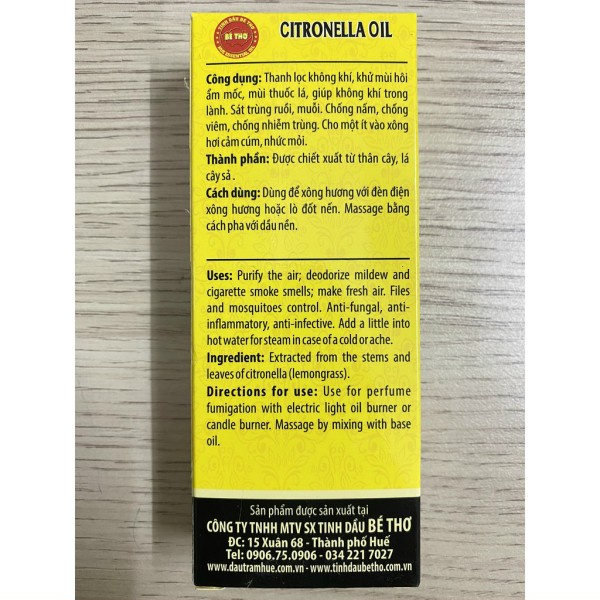 TINH DẦU BÉ THƠ
BÉ THƠ
CITRONELLA OIL
Công dụng: Thanh lọc không khí, khử mùi hôi
ẩm mốc, mùi thuốc lá, giúp không khí trong
lành. Sát trùng ruồi, muỗi. Chống nấm, chống
viêm, chống nhiễm trùng. Cho một ít vào xông
hơi cảm cúm, nhức mỏi.
Thành phần: Được chiết xuất từ thân cây, lá
cây sả .
Cách dùng: Dùng để xông hương với đèn điện
xông hương hoặc lò đốt nến. Massage bằng
cách pha với dầu nền.
Uses: Purify the air; deodorize mildew and
cigarette smoke smells; make fresh air. Files
and mosquitoes control. Anti-fungal, anti-
inflammatory, anti-infective. Add a little into
hot water for steam in case of a cold or ache.
Ingredient: Extracted from the stems and
leaves of citronella (lemongrass).
Directions for use: Use for perfume
fumigation with electric light oil burner or
candle burner. Massage by mixing with base
oil.
Sản phẩm được sản xuất tại
CÔNG TY TNHH MTV SX TINH DẦU BÉ THƠ
ĐC: 15 Xuân 68 - Thành phố Huế
Tel: 0906.75.0906 - 034 221 7027
www.dautramhue.com.vn - www.tinhdaubetho.com.vn